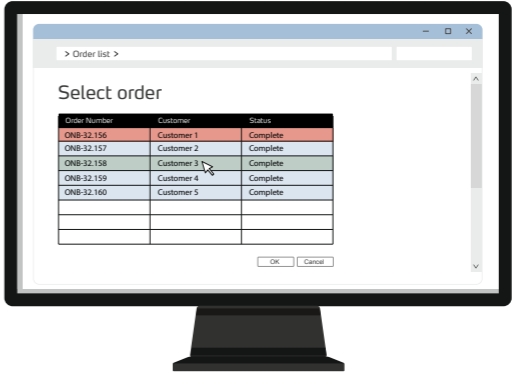 > Order list >
Select order
Order Number Customer Status
ONB-32.156 Customer 1 Complete
ONB-32.157 Customer 2 Complete
ONB-32.158 Customer 3 Complete
ONB-32.159 Customer 4 Complete
ONB-32.160 Customer 5 Complete
OK Cancel